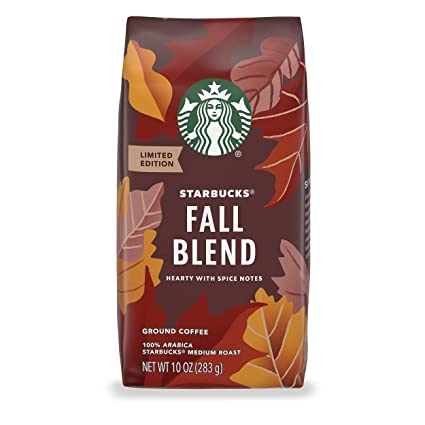 LIMITED
EDITION
STARBUCKS®
FALL
BLEND
HEARTY WITH SPICE NOTES
GROUND COFFEE
100% ARABICA
STARBUCKS® MEDIUM ROAST
NET WT 10 OZ (283 g)